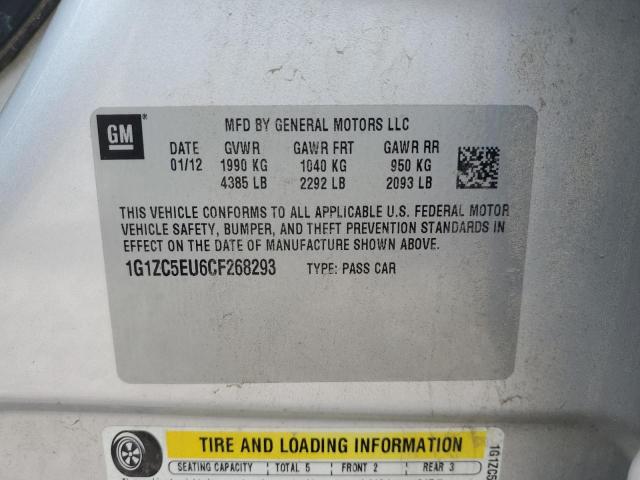 GM
MFD BY GENERAL MOTORS LLC
DATE GVWR GAWR FRT GAWR RR
01/12 1990 KG 1040 KG 950 KG
4385 LB 2292 LB 2093 LB
THIS VEHICLE CONFORMS TO ALL APPLICABLE U.S. FEDERAL MOTOR
VEHICLE SAFETY, BUMPER, AND THEFT PREVENTION STANDARDS IN
EFFECT ON THE DATE OF MANUFACTURE SHOWN ABOVE.
1G1ZC5EU6CF268293 TYPE: PASS CAR
TIRE AND LOADING INFORMATION
SEATING CAPACITY TOTAL 5 FRONT 2 REAR 3
1G1ZC5